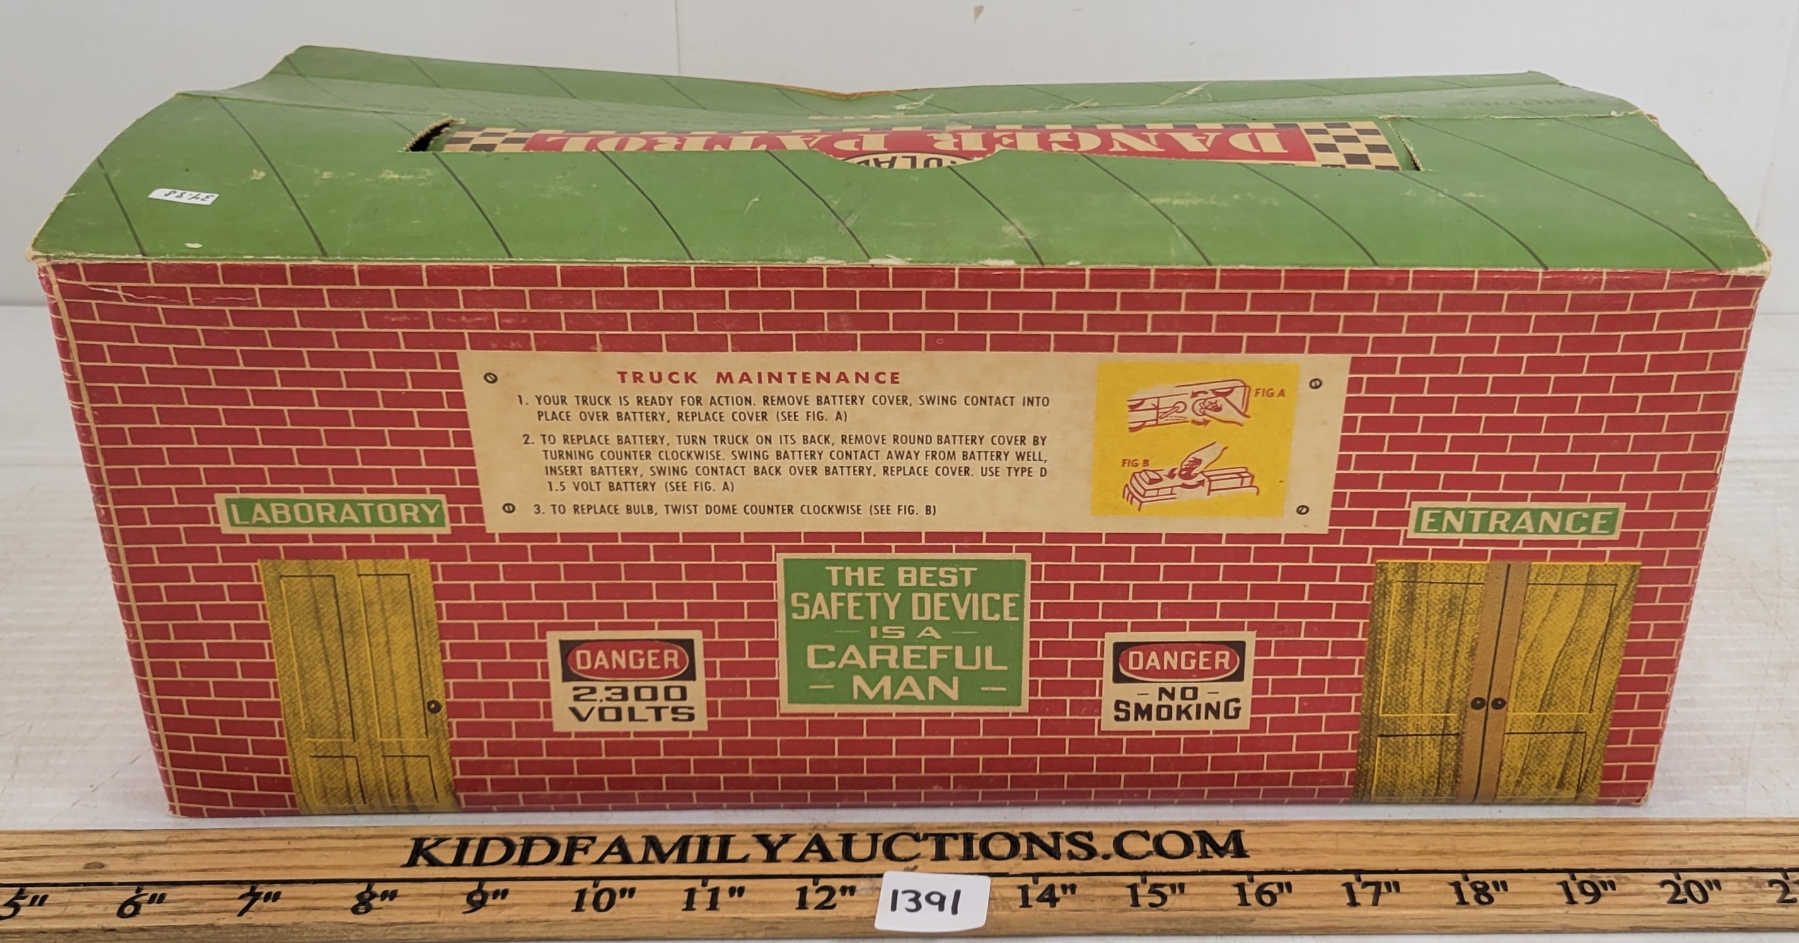 DANGER PATROL
34.58
TRUCK MAINTENANCE
1. YOUR TRUCK IS READY FOR ACTION. REMOVE BATTERY COVER, SWING CONTACT INTO
PLACE OVER BATTERY, REPLACE COVER (SEE FIG. A)
2. TO REPLACE BATTERY, TURN TRUCK ON ITS BACK, REMOVE ROUND BATTERY COVER BY
TURNING COUNTER CLOCKWISE. SWING BATTERY CONTACT AWAY FROM BATTERY WELL,
INSERT BATTERY, SWING CONTACT BACK OVER BATTERY. REPLACE COVER. USE TYPE D
1.5 VOLT BATTERY (SEE FIG. A)
3. TO REPLACE BULB, TWIST DOME COUNTER CLOCKWISE (SEE FIG. B)
FIG A
FIG B
LABORATORY
ENTRANCE
THE BEST
SAFETY DEVICE
IS A
CAREFUL
- MAN -
DANGER
2,300
VOLTS
DANGER
- NO -
SMOKING
KIDDFAMILYAUCTIONS.COM
5" 6" 7" 8" 9" 10" 11" 12" 1391 14" 15" 16" 17" 18" 19" 20"